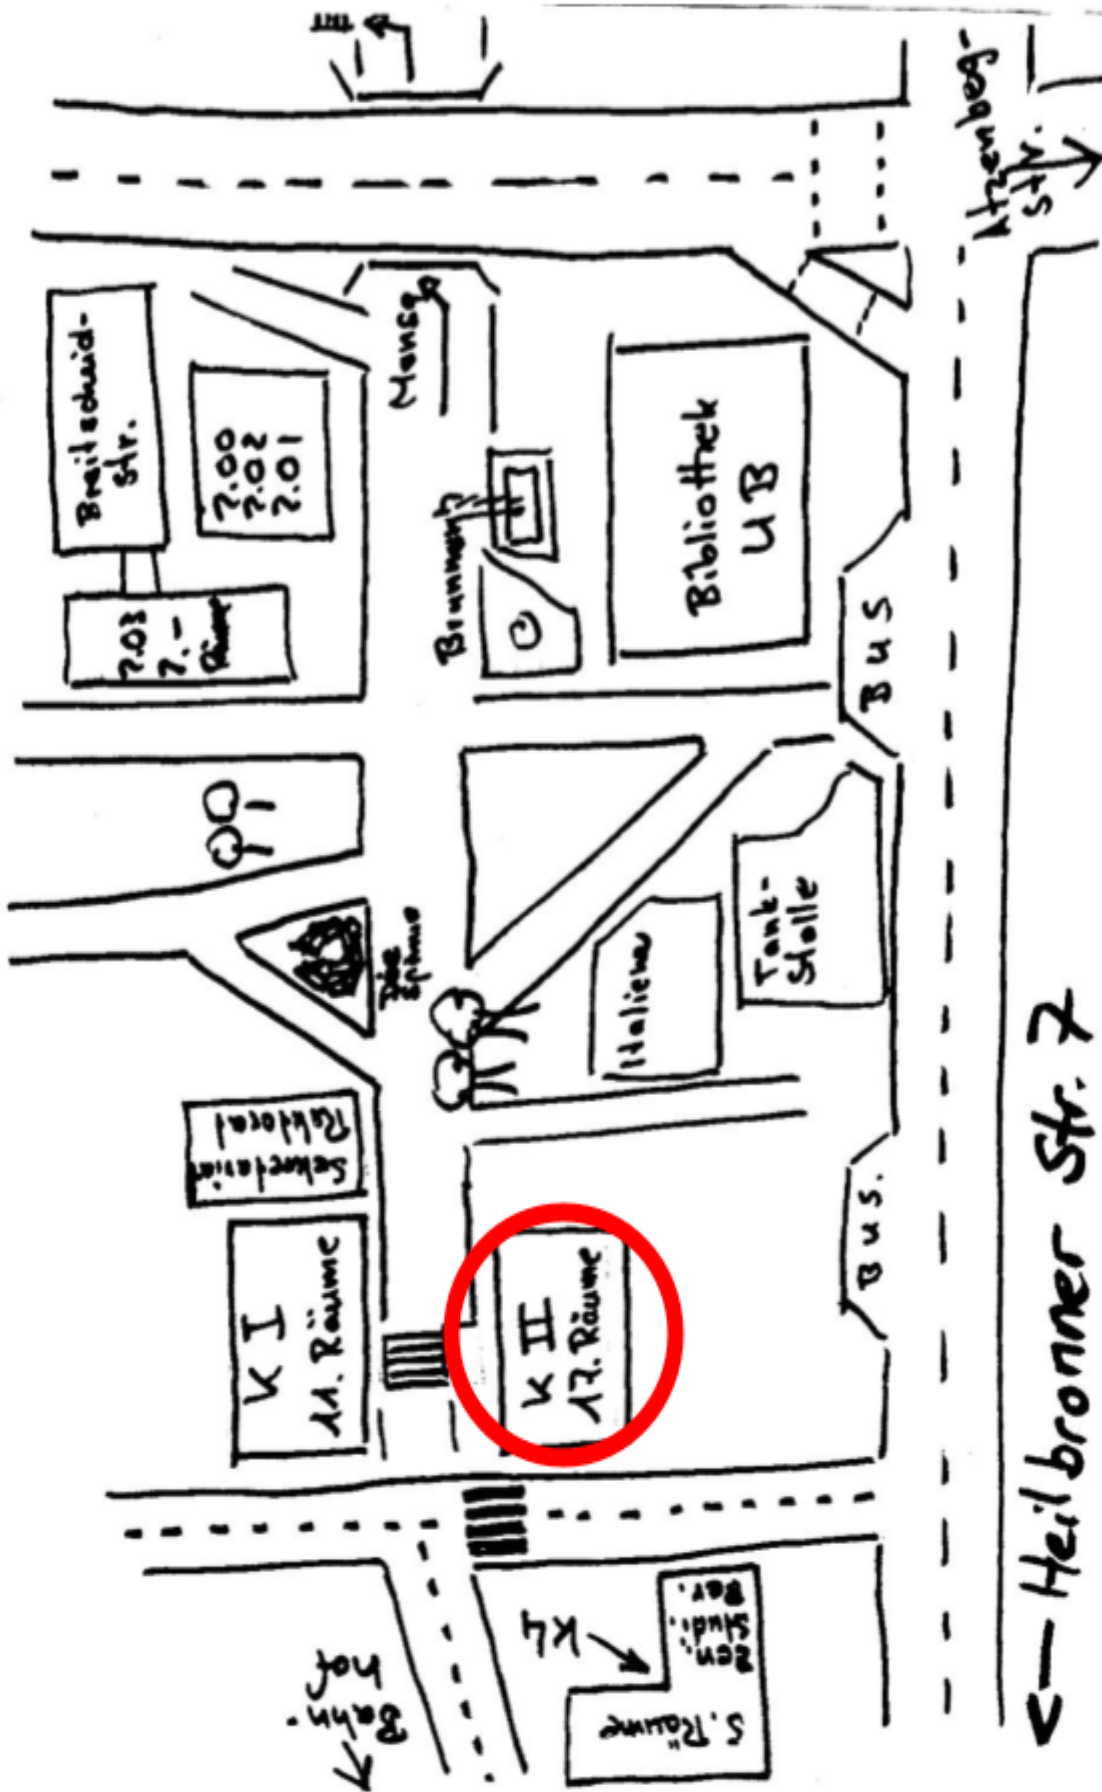 Atzenbeg-
Str.
Breitscheid-
Str.
7.00
7.02
7.01
7.03
7.–
Räume
Mensa
Brunnen
Bibliothek
UB
Bus
Die
Italiener
Tank-
Stelle
Sekretariat
Rektorat
K I
11. Räume
K II
17. Räume
Bus.
Heilbronner Str. 7
K4
5. Räume
Zen.
Stud.
Ber.
Bahn-
hof